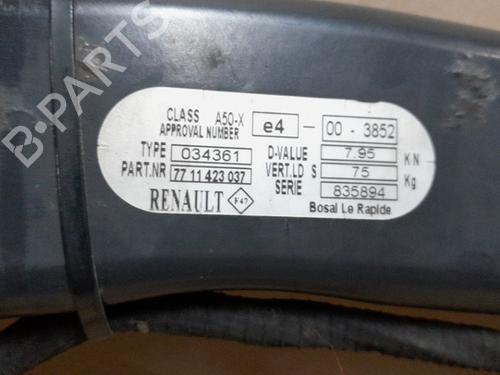 B-PARTS
CLASS A50-X e4 - 00 - 3852
APPROVAL NUMBER
TYPE 034361 D-VALUE 7.95 KN
PART.NR 77 11 423 037 VERT.LD S 75 Kg
SERIE 835894
RENAULT Bosal Le Rapide